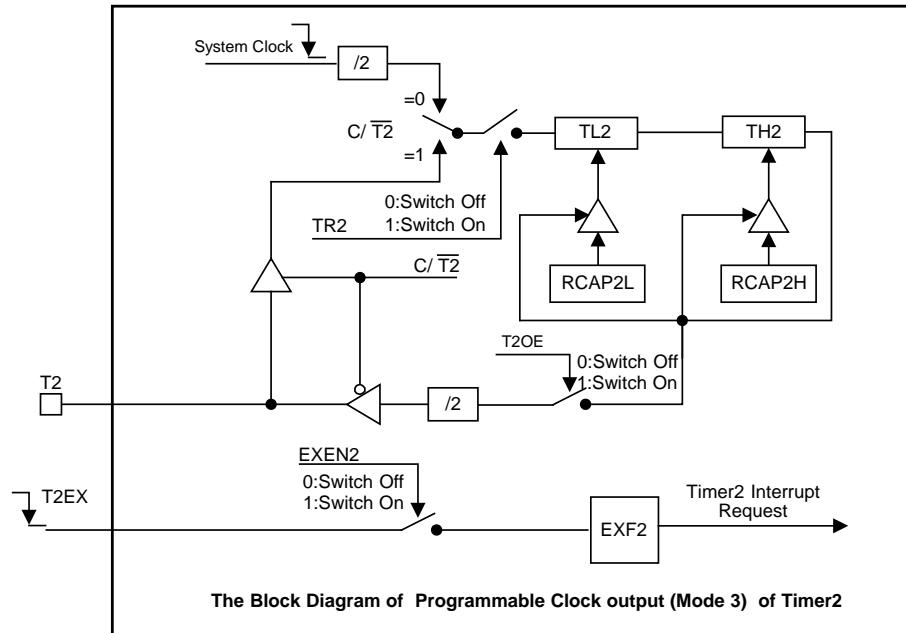 System Clock
/2
=0
C/ T2
=1
TL2
TH2
0:Switch Off
1:Switch On
TR2
C/ T2
RCAP2L
RCAP2H
T2OE
0:Switch Off
1:Switch On
T2
/2
EXEN2
0:Switch Off
1:Switch On
T2EX
EXF2
Timer2 Interrupt
Request
The Block Diagram of Programmable Clock output (Mode 3) of Timer2